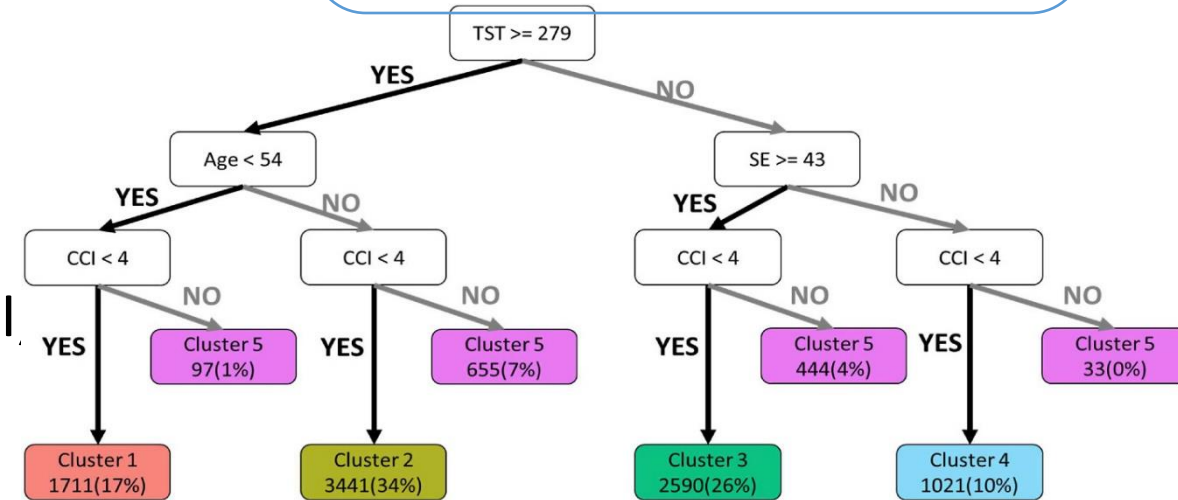 TST >= 279
YES
NO
Age < 54
SE >= 43
YES
NO
YES
NO
CCI < 4
CCI < 4
CCI < 4
CCI < 4
YES
NO
YES
NO
YES
NO
YES
NO
Cluster 5
97(1%)
Cluster 5
655(7%)
Cluster 5
444(4%)
Cluster 5
33(0%)
Cluster 1
1711(17%)
Cluster 2
3441(34%)
Cluster 3
2590(26%)
Cluster 4
1021(10%)